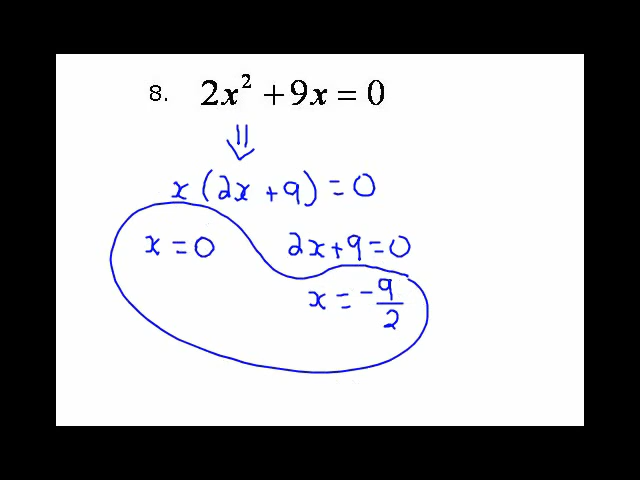 8. 2x² + 9x = 0
x(2x + 9) = 0
x = 0 2x + 9 = 0
x = -9/2